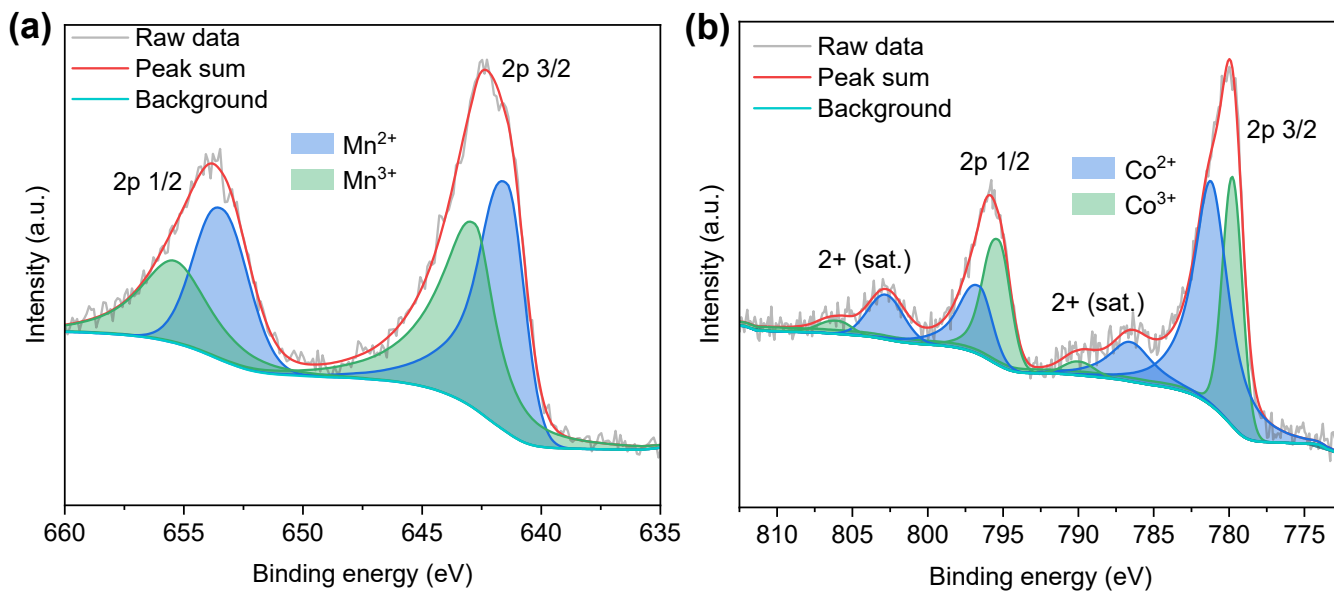 (a)
Raw data
Peak sum
Background
2p 3/2
Mn²⁺
Mn³⁺
2p 1/2
Intensity (a.u.)
660 655 650 645 640 635
Binding energy (eV)
(b)
Raw data
Peak sum
Background
2p 3/2
2p 1/2
Co²⁺
Co³⁺
2+ (sat.)
2+ (sat.)
Intensity (a.u.)
810 805 800 795 790 785 780 775
Binding energy (eV)